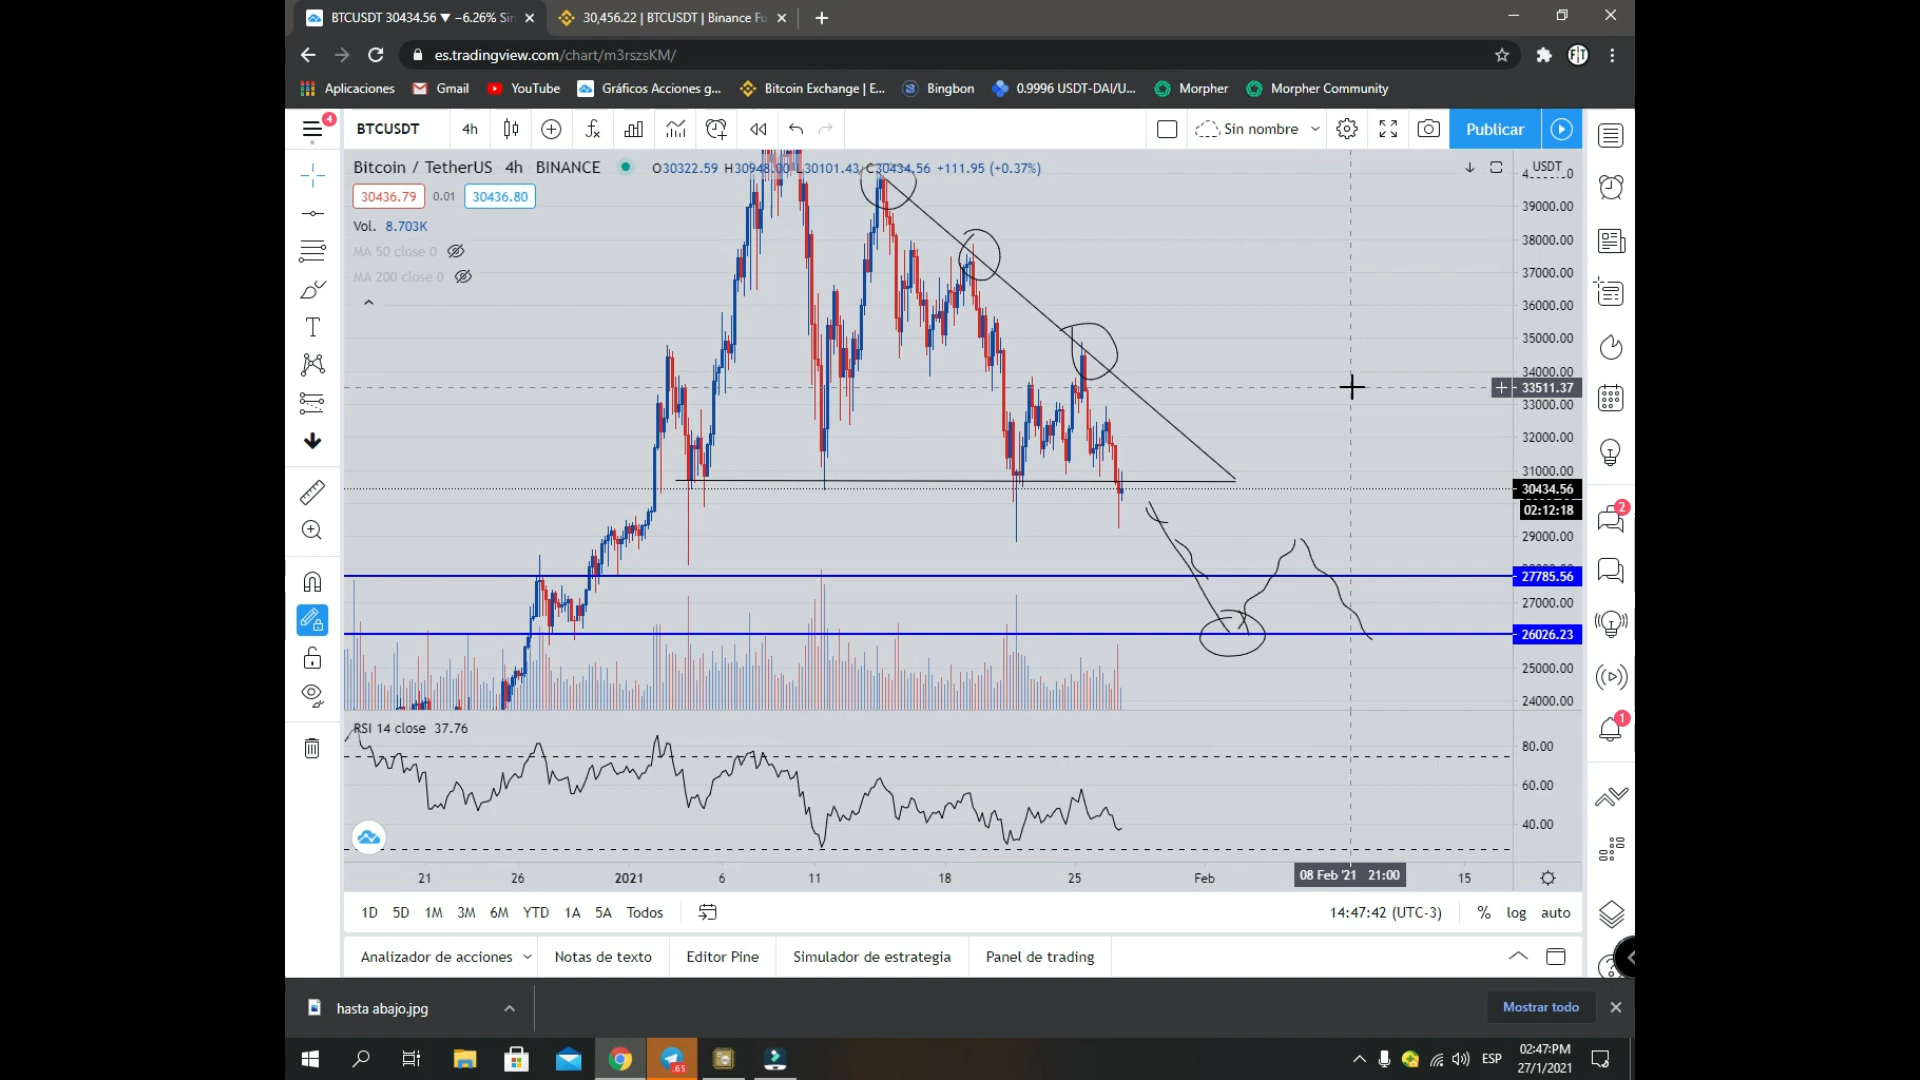 BTCUSDT 30434.56 ▼ −6.26% Sin
30,456.22 | BTCUSDT | Binance Fu
es.tradingview.com/chart/m3rszsKM/
Aplicaciones
Gmail
YouTube
Gráficos Acciones g...
Bitcoin Exchange | E...
Bingbon
0.9996 USDT-DAI/U...
Morpher
Morpher Community
4
BTCUSDT
4h
Sin nombre
Publicar
Bitcoin / TetherUS 4h BINANCE
O30322.59 H30948.00 L30101.43 C30434.56 +111.95 (+0.37%)
USDT
30436.79
0.01
30436.80
Vol. 8.703K
MA 50 close 0
MA 200 close 0
39000.00
38000.00
37000.00
36000.00
35000.00
34000.00
33511.37
33000.00
32000.00
31000.00
30434.56
02:12:18
29000.00
27785.56
27000.00
26026.23
25000.00
24000.00
2
1
RSI 14 close 37.76
80.00
60.00
40.00
21
26
2021
6
11
18
25
Feb
08 Feb '21 21:00
15
1D
5D
1M
3M
6M
YTD
1A
5A
Todos
14:47:42 (UTC-3)
%
log
auto
Analizador de acciones
Notas de texto
Editor Pine
Simulador de estrategia
Panel de trading
hasta abajo.jpg
Mostrar todo
.65
ESP
02:47:PM
27/1/2021